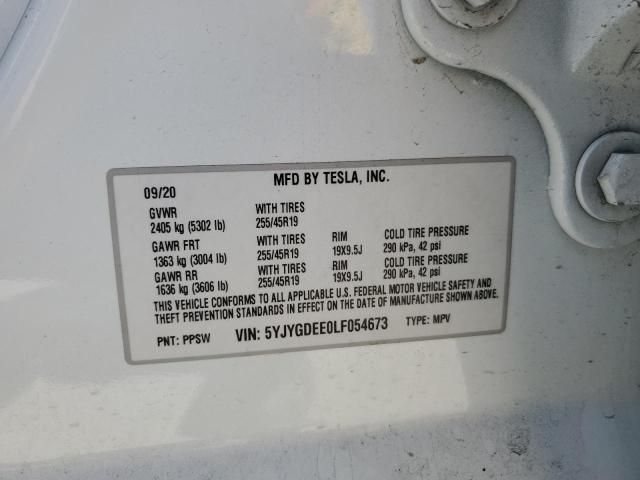 MFD BY TESLA, INC.
09/20
GVWR WITH TIRES
2405 kg (5302 lb) 255/45R19
GAWR FRT WITH TIRES RIM COLD TIRE PRESSURE
1363 kg (3004 lb) 255/45R19 19X9.5J 290 kPa, 42 psi
GAWR RR WITH TIRES RIM COLD TIRE PRESSURE
1636 kg (3606 lb) 255/45R19 19X9.5J 290 kPa, 42 psi
THIS VEHICLE CONFORMS TO ALL APPLICABLE U.S. FEDERAL MOTOR VEHICLE SAFETY AND
THEFT PREVENTION STANDARDS IN EFFECT ON THE DATE OF MANUFACTURE SHOWN ABOVE.
PNT: PPSW VIN: 5YJYGDEE0LF054673 TYPE: MPV